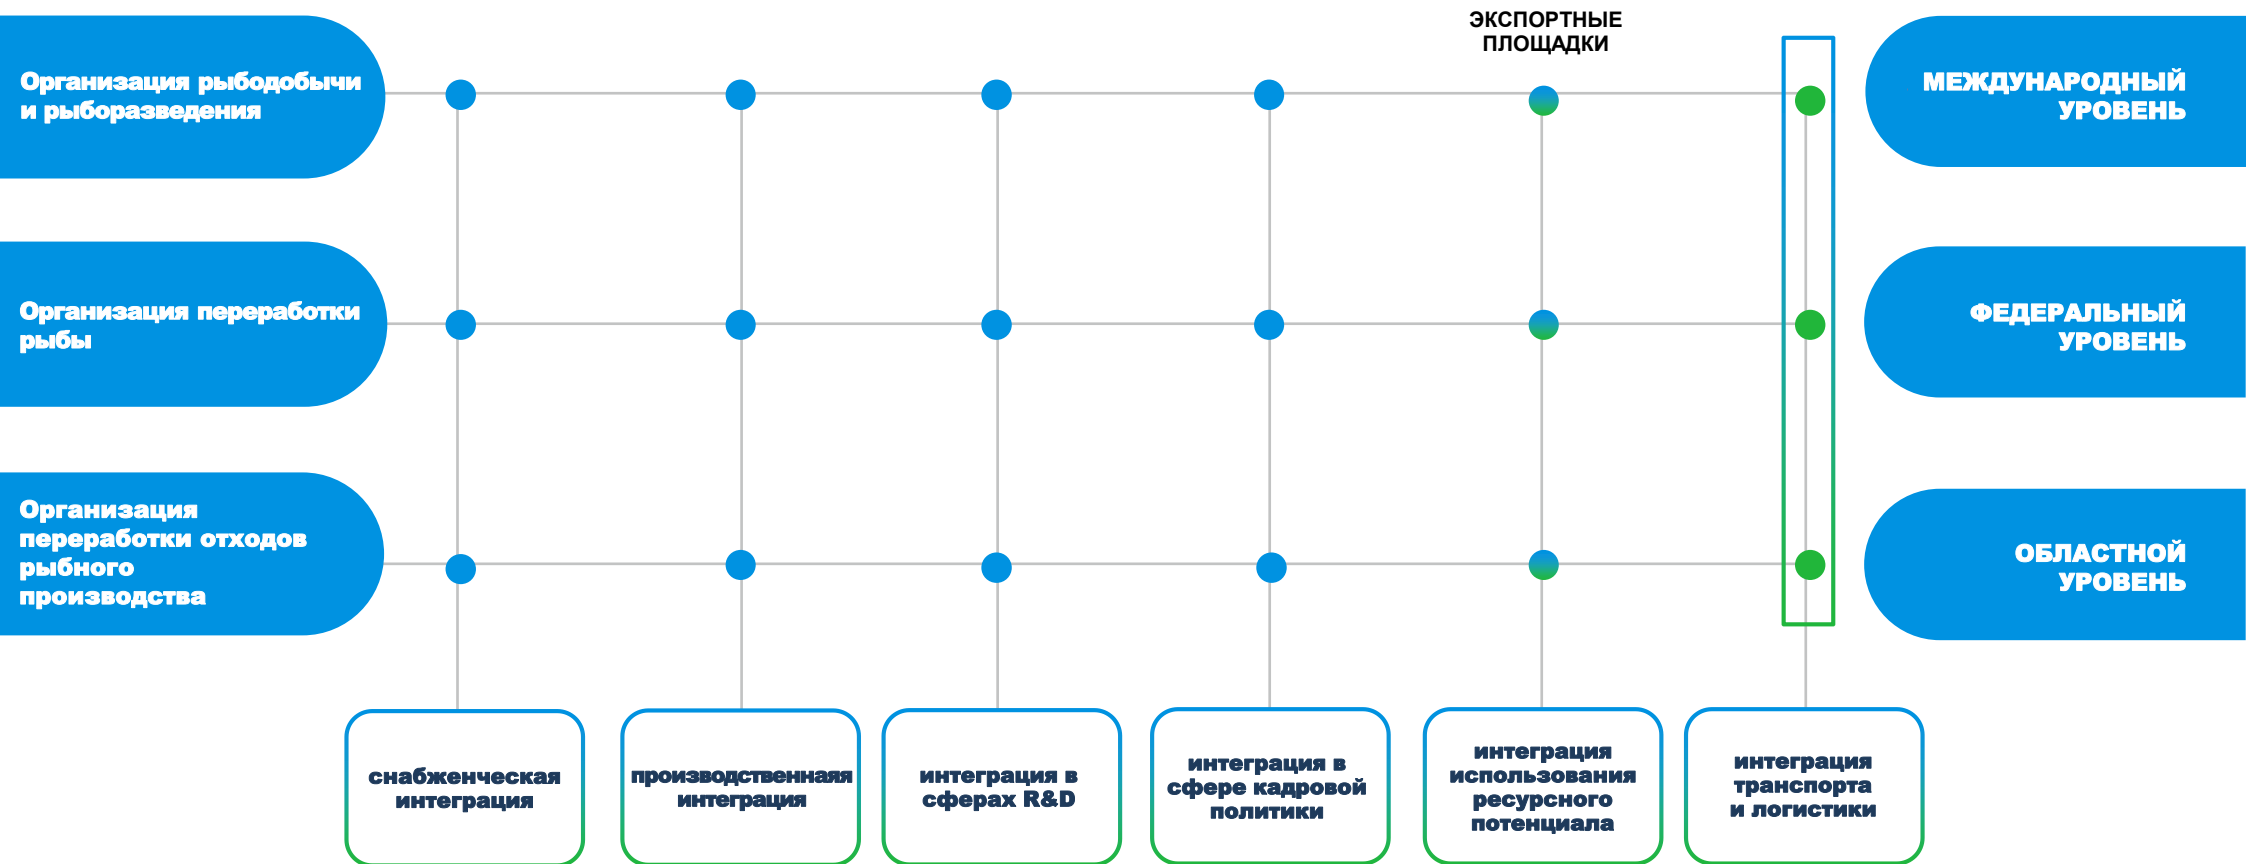 ЭКСПОРТНЫЕ
ПЛОЩАДКИ
Организация рыбодобычи
и рыборазведения
МЕЖДУНАРОДНЫЙ
УРОВЕНЬ
Организация переработки
рыбы
ФЕДЕРАЛЬНЫЙ
УРОВЕНЬ
Организация
переработки отходов
рыбного
производства
ОБЛАСТНОЙ
УРОВЕНЬ
снабженческая
интеграция
производственнаяя
интеграция
интеграция в
сферах R&D
интеграция в
сфере кадровой
политики
интеграция
использования
ресурсного
потенциала
интеграция
транспорта
и логистики